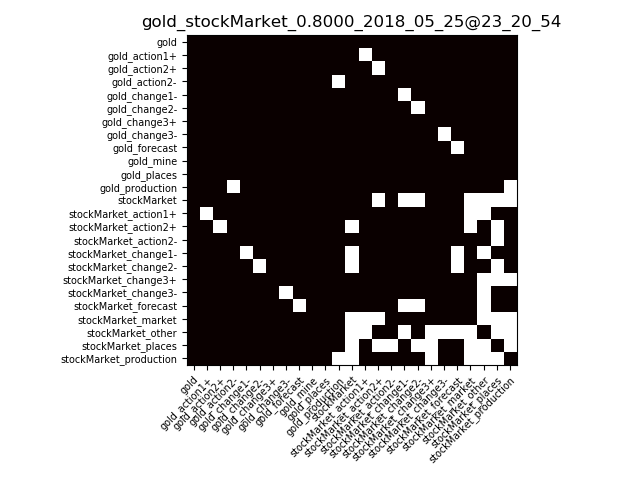 gold_stockMarket_0.8000_2018_05_25@23_20_54
gold
gold_action1+
gold_action2+
gold_action2-
gold_change1-
gold_change2-
gold_change3+
gold_change3-
gold_forecast
gold_mine
gold_places
gold_production
stockMarket
stockMarket_action1+
stockMarket_action2+
stockMarket_action2-
stockMarket_change1-
stockMarket_change2-
stockMarket_change3+
stockMarket_change3-
stockMarket_forecast
stockMarket_market
stockMarket_other
stockMarket_places
stockMarket_production
gold
gold_action1+
gold_action2+
gold_action2-
gold_change1-
gold_change2-
gold_change3+
gold_change3-
gold_forecast
gold_mine
gold_places
gold_production
stockMarket
stockMarket_action1+
stockMarket_action2+
stockMarket_action2-
stockMarket_change1-
stockMarket_change2-
stockMarket_change3+
stockMarket_change3-
stockMarket_forecast
stockMarket_market
stockMarket_other
stockMarket_places
stockMarket_production